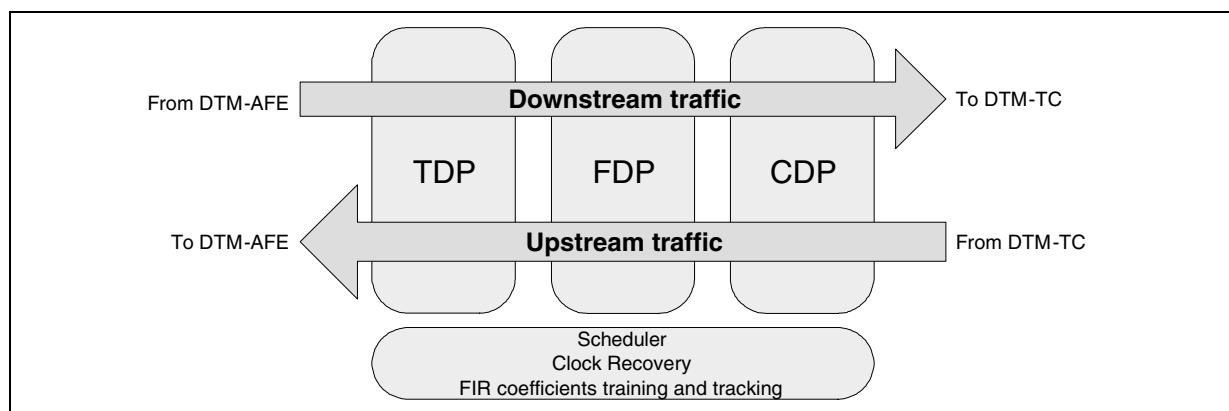 From DTM-AFE
Downstream traffic
To DTM-TC
TDP
FDP
CDP
To DTM-AFE
Upstream traffic
From DTM-TC
Scheduler
Clock Recovery
FIR coefficients training and tracking